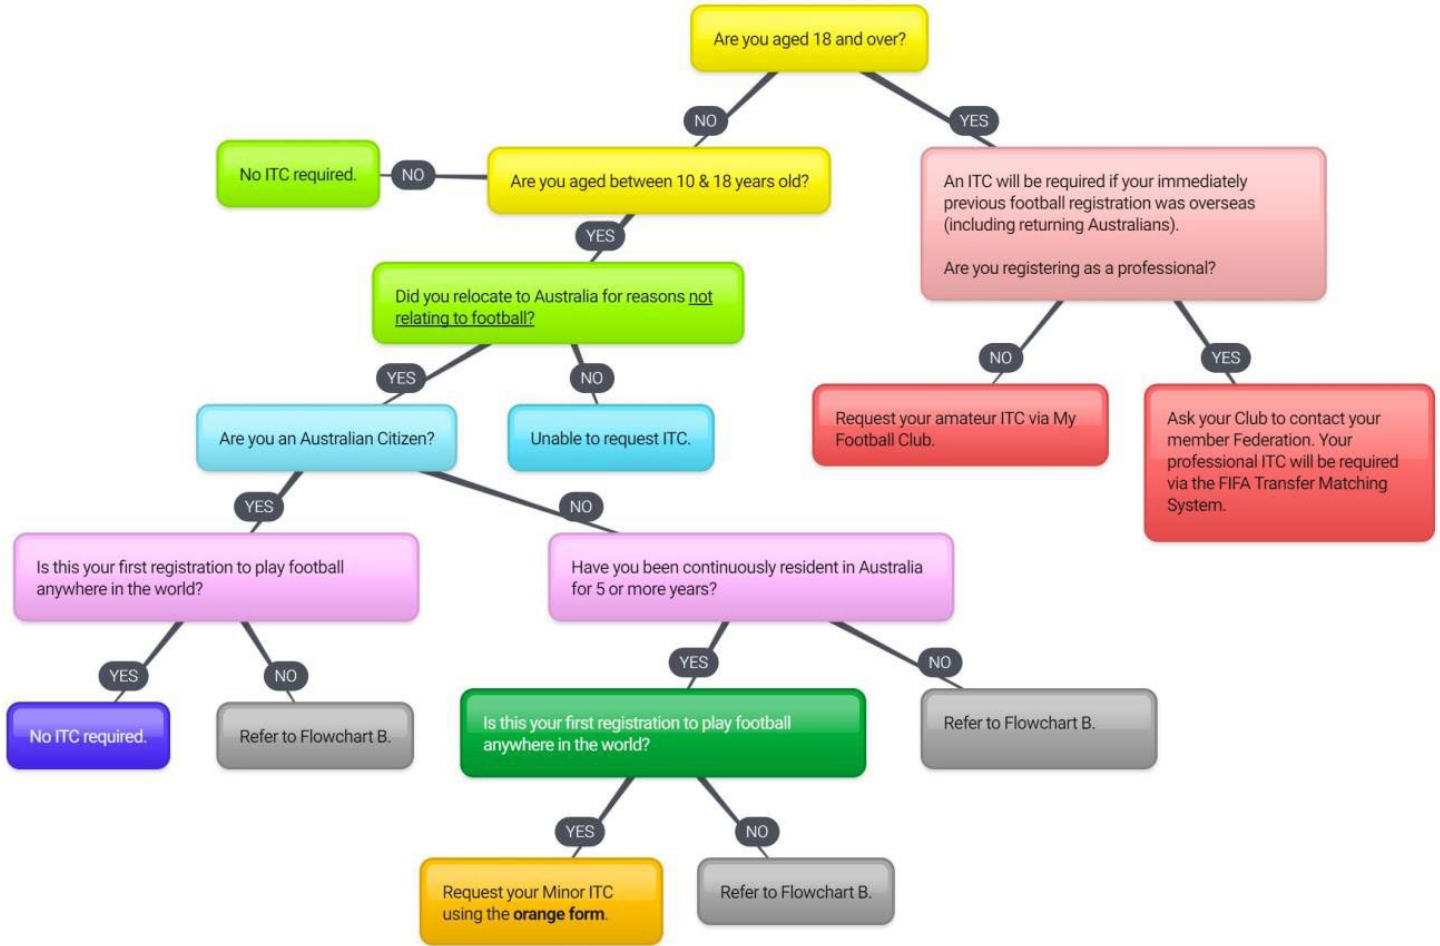 Are you aged 18 and over?
NO
YES
No ITC required.
NO
Are you aged between 10 & 18 years old?
An ITC will be required if your immediately
previous football registration was overseas
(including returning Australians).
Are you registering as a professional?
YES
Did you relocate to Australia for reasons not
relating to football?
NO
YES
YES
NO
Request your amateur ITC via My
Football Club.
Ask your Club to contact your
member Federation. Your
professional ITC will be required
via the FIFA Transfer Matching
System.
Are you an Australian Citizen?
Unable to request ITC.
YES
NO
Is this your first registration to play football
anywhere in the world?
Have you been continuously resident in Australia
for 5 or more years?
YES
NO
YES
NO
No ITC required.
Refer to Flowchart B.
Is this your first registration to play football
anywhere in the world?
Refer to Flowchart B.
YES
NO
Request your Minor ITC
using the orange form.
Refer to Flowchart B.